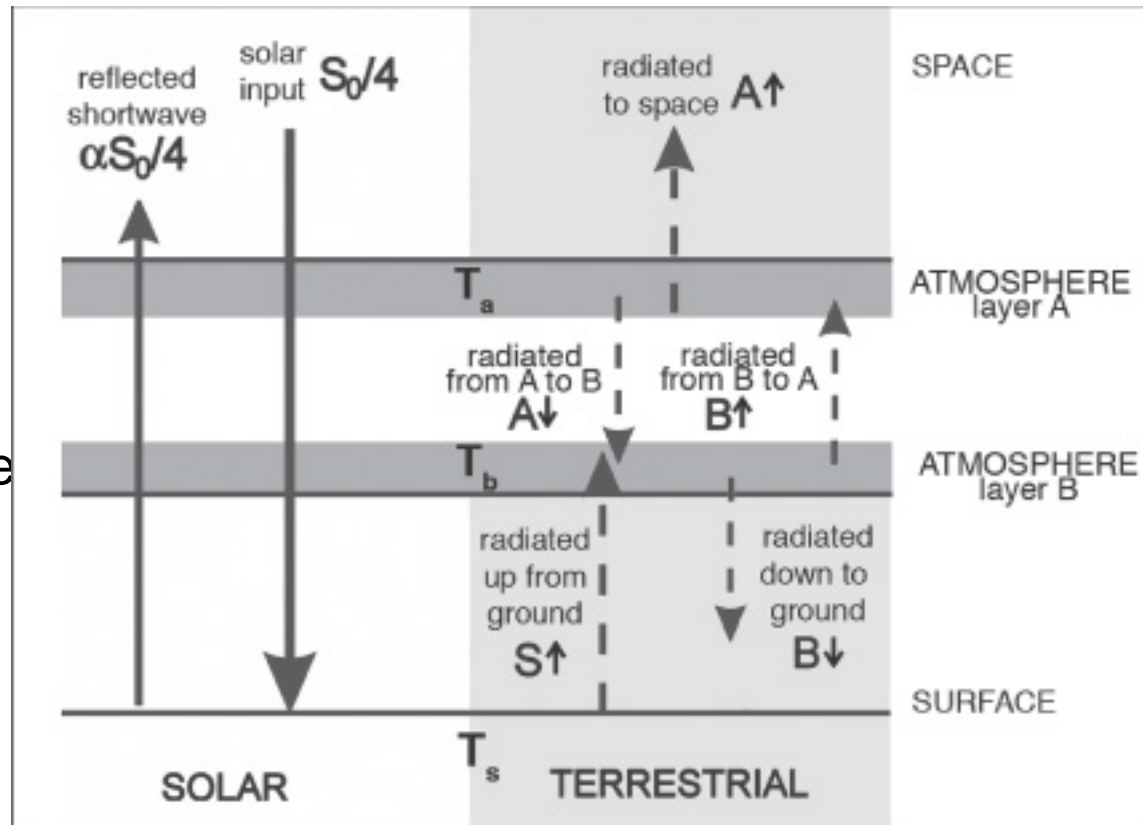 reflected
shortwave
αS₀/4
solar
input S₀/4
radiated
to space A↑
SPACE
Tₐ
ATMOSPHERE
layer A
radiated
from A to B
A↓
radiated
from B to A
B↑
e
T_b
ATMOSPHERE
layer B
radiated
up from
ground
S↑
radiated
down to
ground
B↓
SURFACE
Tₛ
SOLAR
TERRESTRIAL